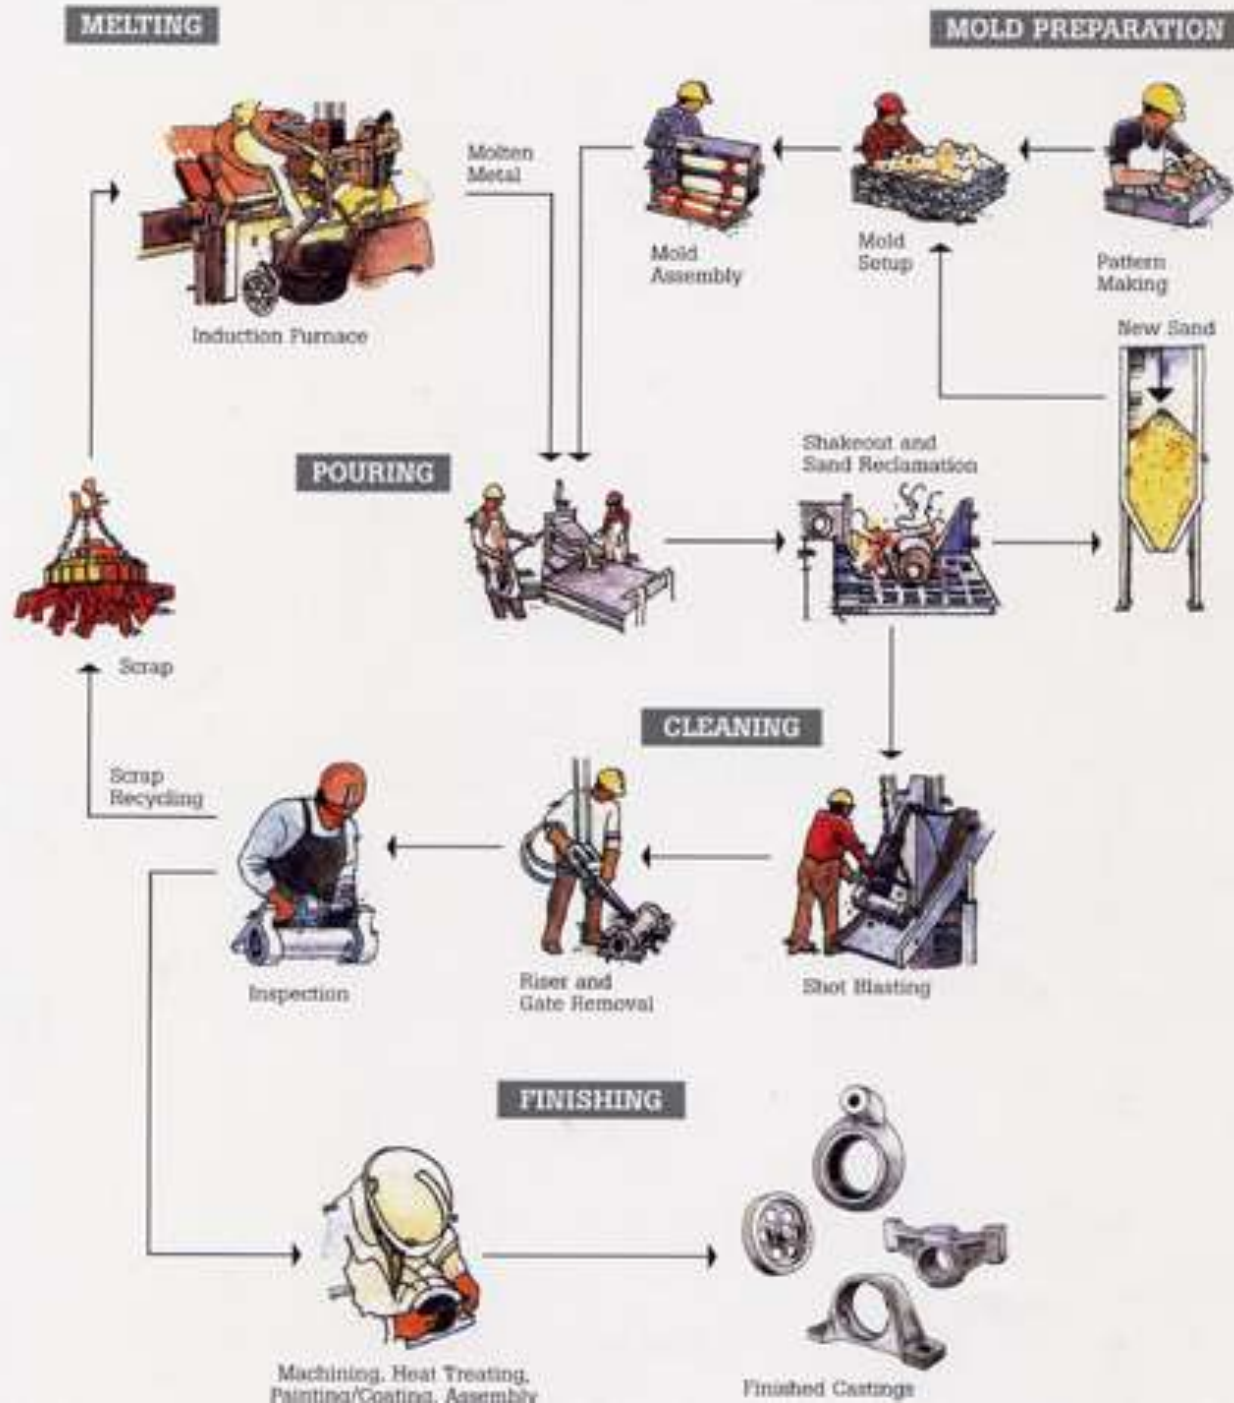 MELTING
MOLD PREPARATION
Molten
Metal
Induction Furnace
Mold
Assembly
Mold
Setup
Pattern
Making
New Sand
POURING
Shakeout and
Sand Reclamation
Scrap
CLEANING
Scrap
Recycling
Inspection
Riser and
Gate Removal
Shot Blasting
FINISHING
Machining, Heat Treating,
Painting/Coating, Assembly
Finished Castings